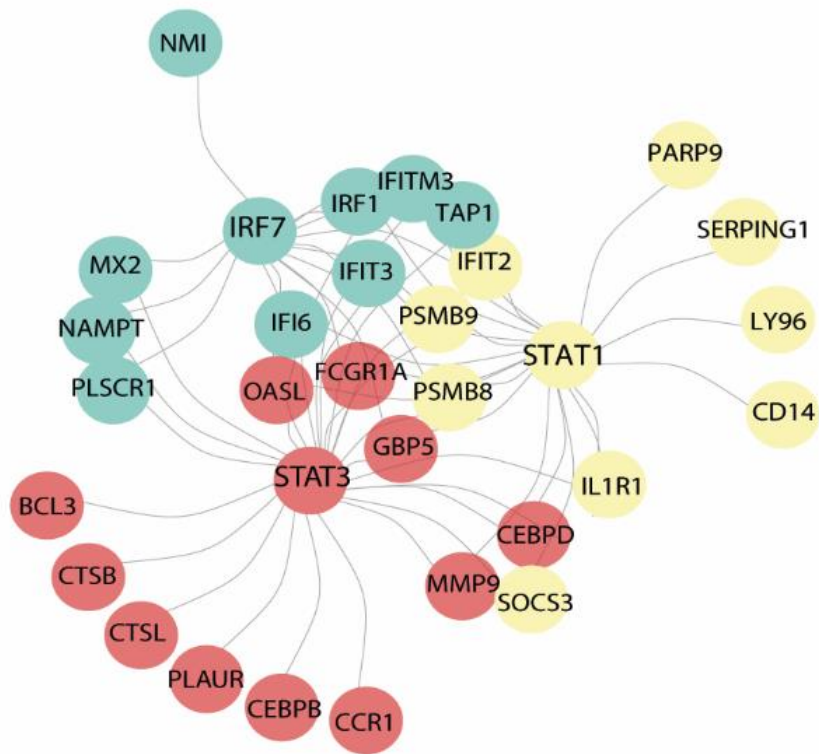 NMI
PARP9
IFITM3
IRF1
TAP1
IRF7
SERPING1
MX2
IFIT3
IFIT2
NAMPT
IFI6
PSMB9
LY96
STAT1
PLSCR1
OASL
FCGR1A
PSMB8
CD14
GBP5
STAT3
IL1R1
BCL3
CEBPD
CTSB
MMP9
SOCS3
CTSL
PLAUR
CEBPB
CCR1